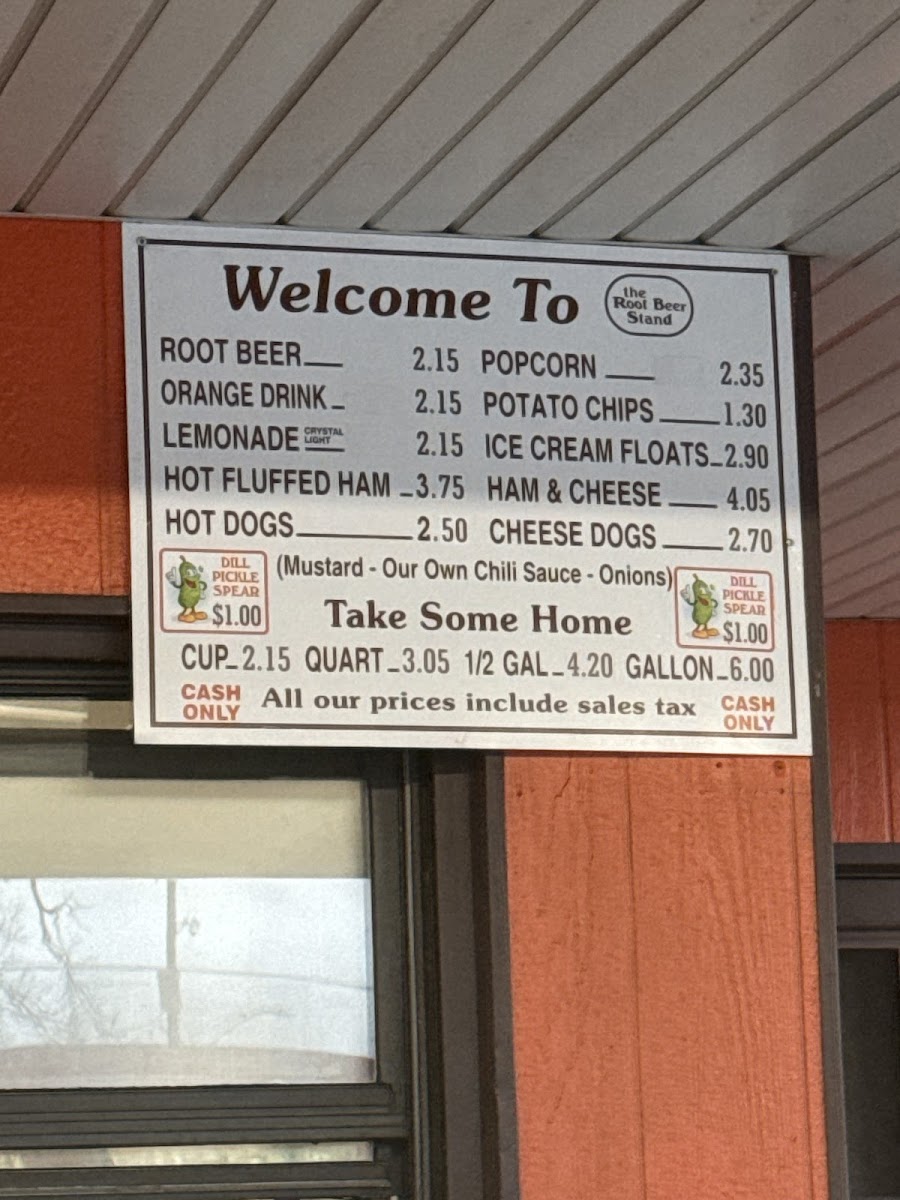 Welcome To
the
Root Beer
Stand
ROOT BEER 2.15 POPCORN 2.35
ORANGE DRINK 2.15 POTATO CHIPS 1.30
LEMONADE CRYSTAL LIGHT 2.15 ICE CREAM FLOATS 2.90
HOT FLUFFED HAM 3.75 HAM & CHEESE 4.05
HOT DOGS 2.50 CHEESE DOGS 2.70
(Mustard - Our Own Chili Sauce - Onions)
DILL
PICKLE
SPEAR
$1.00
Take Some Home
DILL
PICKLE
SPEAR
$1.00
CUP 2.15 QUART 3.05 1/2 GAL 4.20 GALLON 6.00
CASH
ONLY
All our prices include sales tax
CASH
ONLY